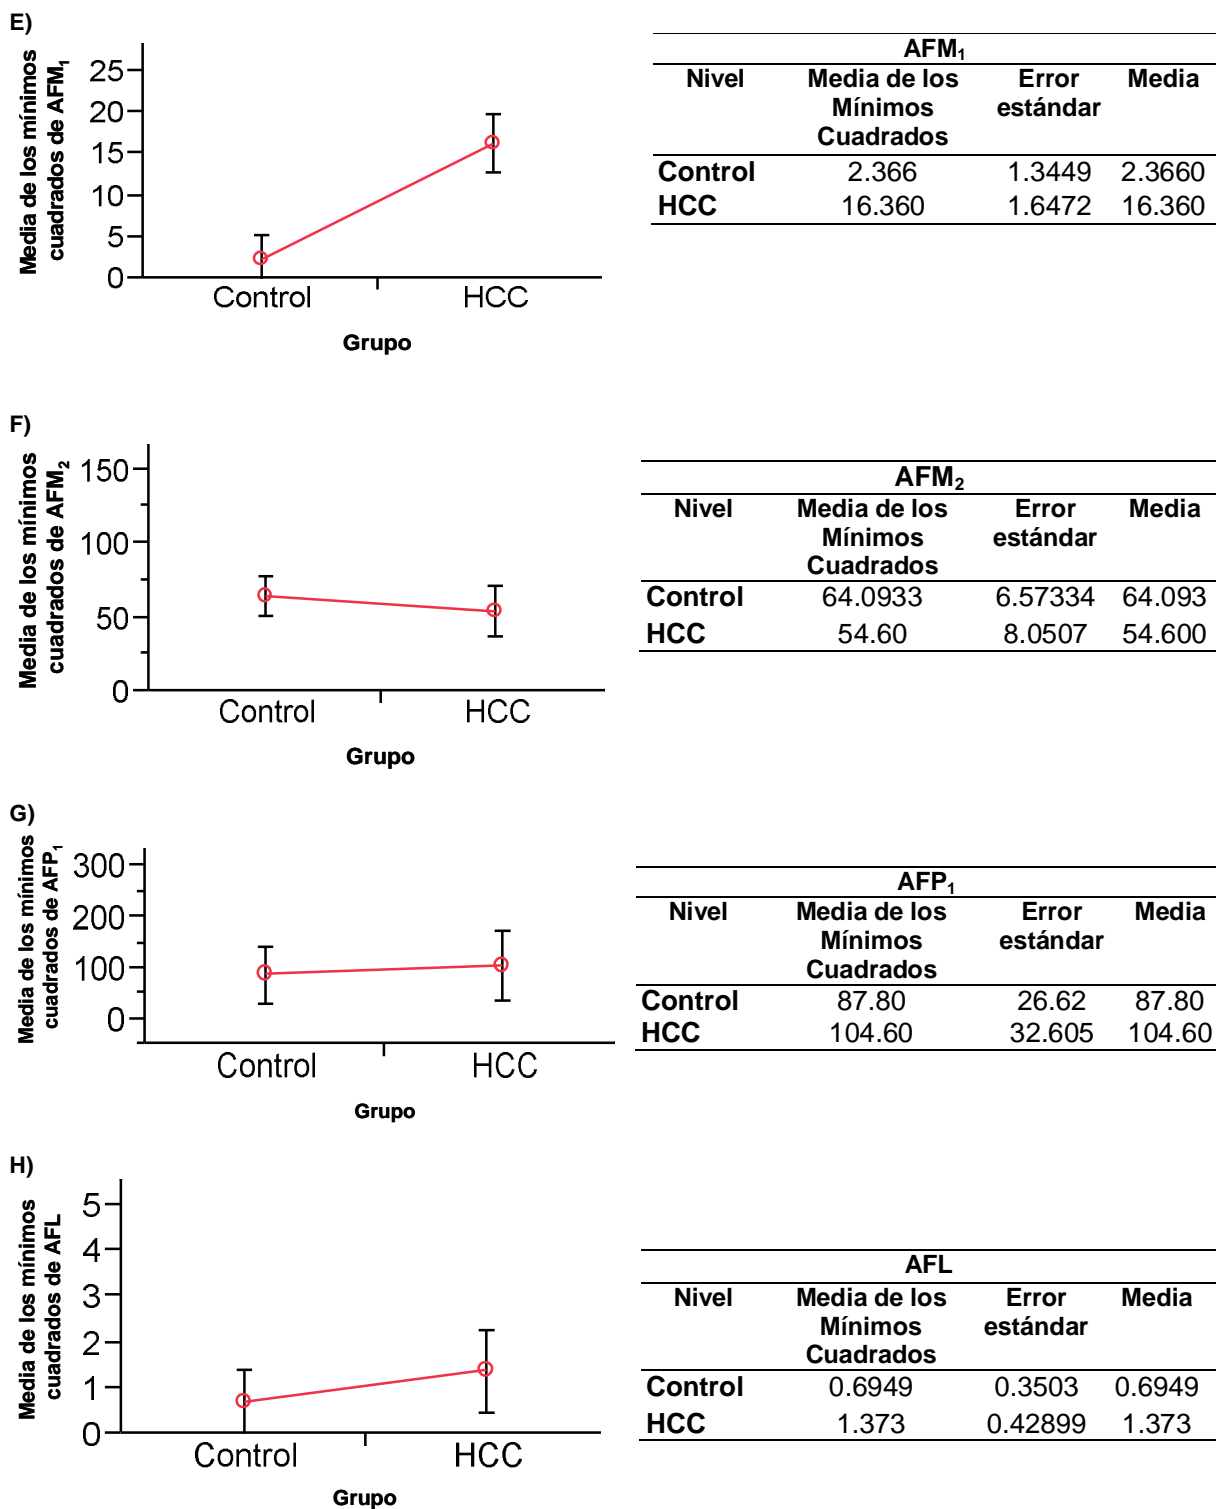 E)
Media de los mínimos
cuadrados de AFM₁
25
20
15
10
5
0
Control HCC
Grupo
AFM₁
Nivel Media de los Error Media
Mínimos estándar
Cuadrados
Control 2.366 1.3449 2.3660
HCC 16.360 1.6472 16.360
F)
Media de los mínimos
cuadrados de AFM₂
150
100
50
0
Control HCC
Grupo
AFM₂
Nivel Media de los Error Media
Mínimos estándar
Cuadrados
Control 64.0933 6.57334 64.093
HCC 54.60 8.0507 54.600
G)
Media de los mínimos
cuadrados de AFP₁
300
200
100
0
Control HCC
Grupo
AFP₁
Nivel Media de los Error Media
Mínimos estándar
Cuadrados
Control 87.80 26.62 87.80
HCC 104.60 32.605 104.60
H)
Media de los mínimos
cuadrados de AFL
5
4
3
2
1
0
Control HCC
Grupo
AFL
Nivel Media de los Error Media
Mínimos estándar
Cuadrados
Control 0.6949 0.3503 0.6949
HCC 1.373 0.42899 1.373